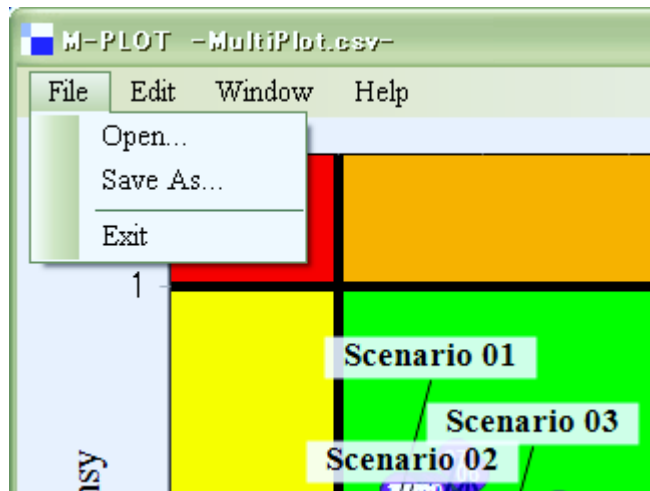 M-PLOT -MultiPlot.csv-
File Edit Window Help
Open...
Save As...
Exit
1
Scenario 01
Scenario 03
Scenario 02